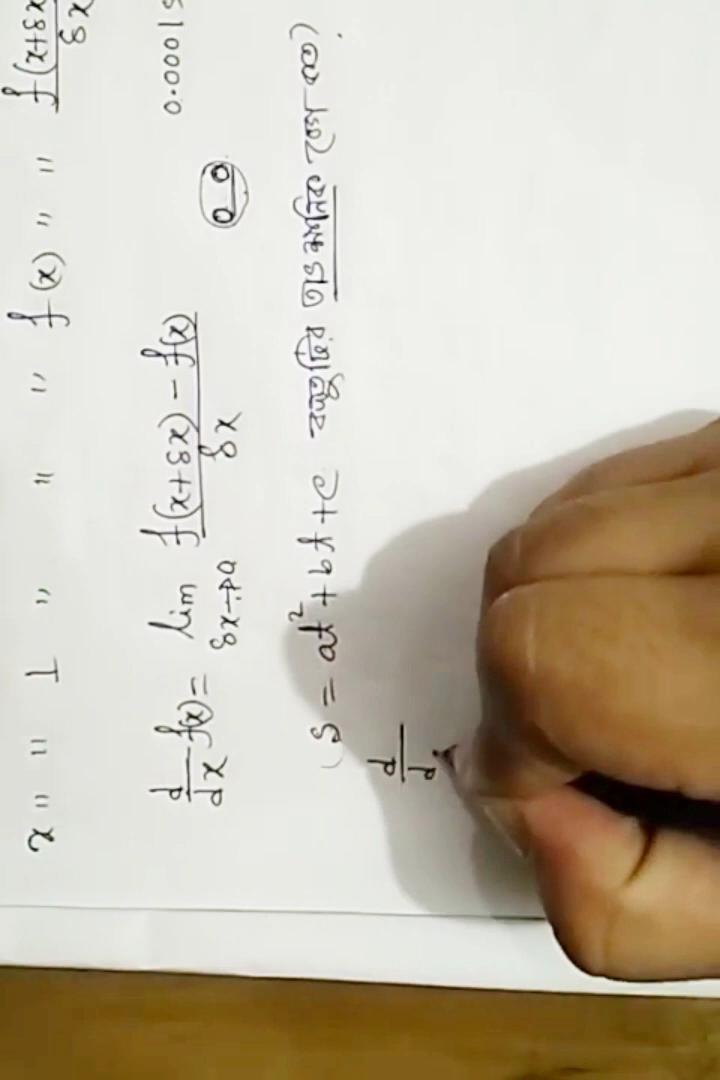 x " " 1 " " " f(x) " " f(x+δx / δx
d/dx f(x) = lim δx→0 f(x+δx) - f(x) / δx 0.0001
0 0
s = at² + bt + c বস্তুটির তাৎক্ষণিক বেগ কত)
d/d